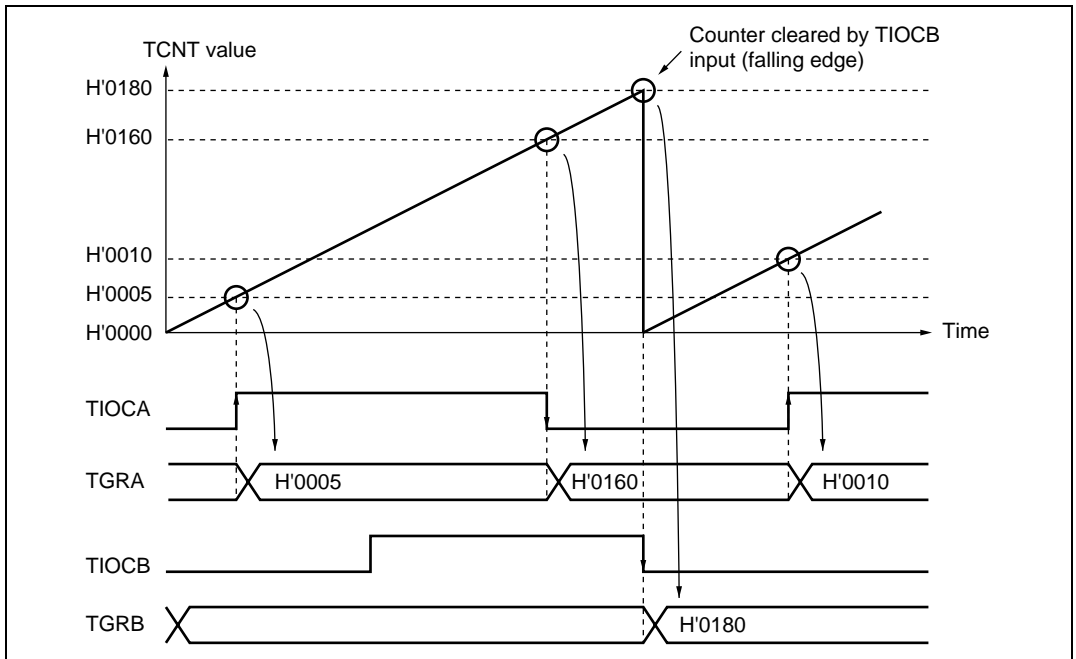 Counter cleared by TIOCB
input (falling edge)
TCNT value
H'0180
H'0160
H'0010
H'0005
H'0000
Time
TIOCA
TGRA
H'0005
H'0160
H'0010
TIOCB
TGRB
H'0180